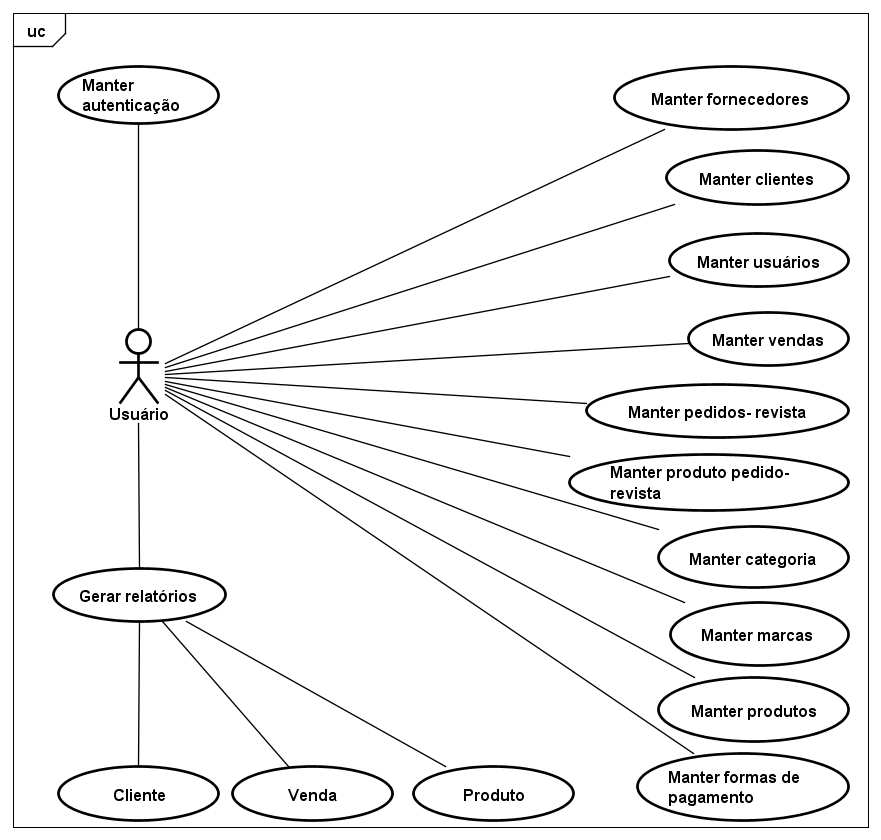 uc
Manter
autenticação
Manter fornecedores
Manter clientes
Manter usuários
Manter vendas
Usuário
Manter pedidos- revista
Manter produto pedido-
revista
Manter categoria
Gerar relatórios
Manter marcas
Manter produtos
Cliente
Venda
Produto
Manter formas de
pagamento